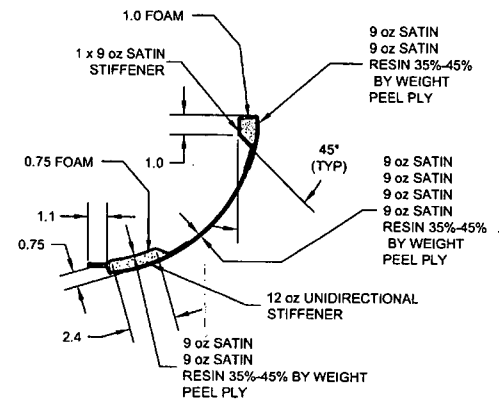 1.0 FOAM
1 x 9 oz SATIN
STIFFENER
9 oz SATIN
9 oz SATIN
RESIN 35%-45%
BY WEIGHT
PEEL PLY
1.0
45°
(TYP)
0.75 FOAM
1.1
0.75
9 oz SATIN
9 oz SATIN
9 oz SATIN
9 oz SATIN
RESIN 35%-45%
BY WEIGHT
PEEL PLY
12 oz UNIDIRECTIONAL
STIFFENER
2.4
9 oz SATIN
9 oz SATIN
RESIN 35%-45% BY WEIGHT
PEEL PLY